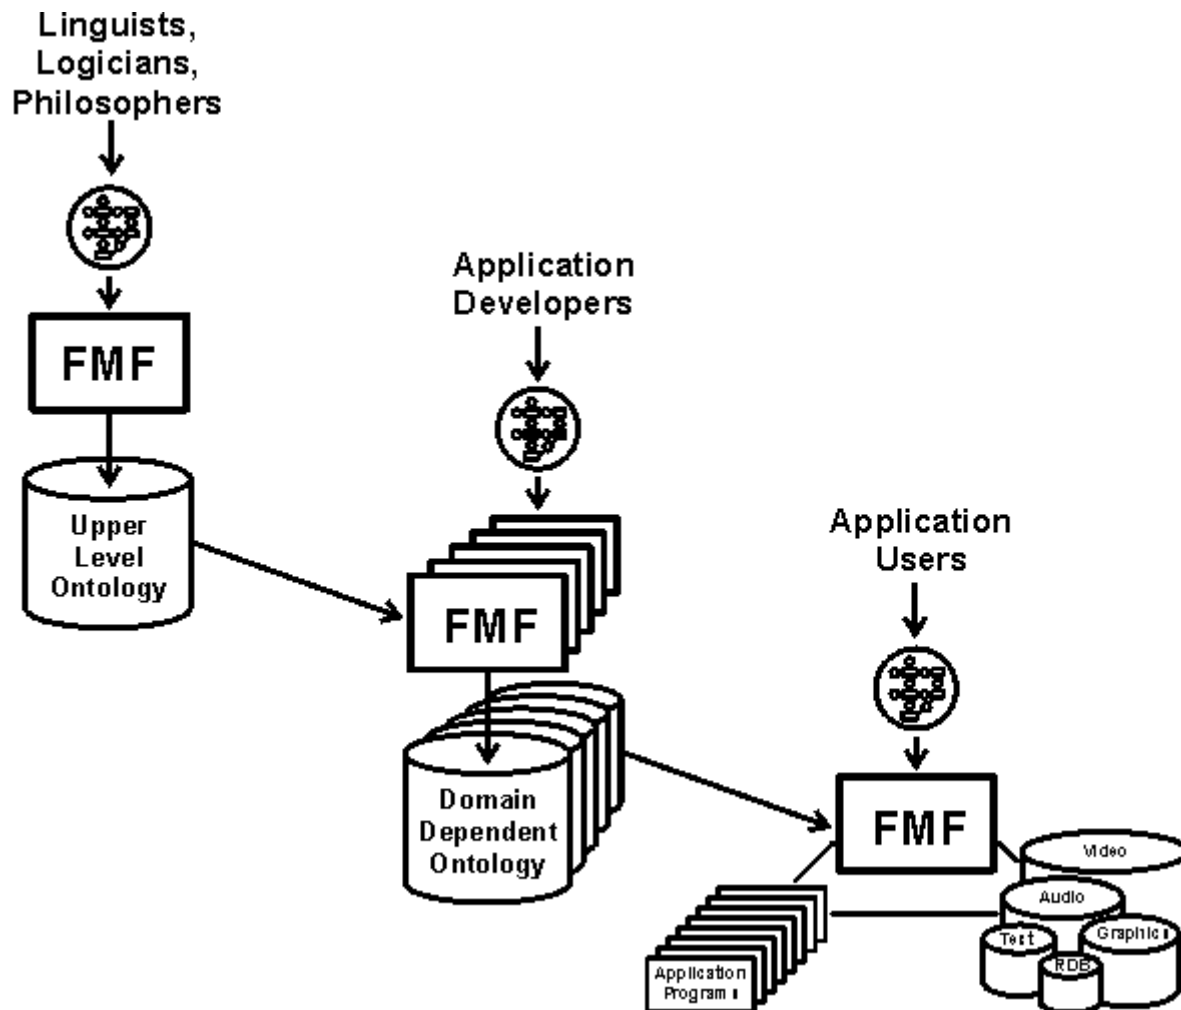 Linguists,
Logicians,
Philosophers
FMF
Upper
Level
Ontology
Application
Developers
FMF
Domain
Dependent
Ontology
Application
Users
FMF
Video
Audio
Text
Graphics
RDB
Application
Programs